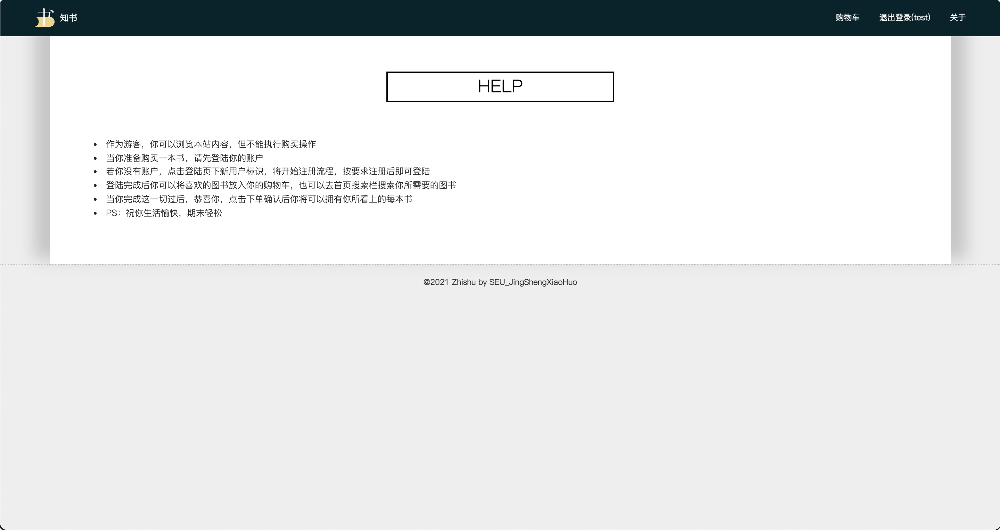 书 知书
购物车 退出登录(test) 关于
HELP
作为游客，你可以浏览本站内容，但不能执行购买操作
当你准备购买一本书，请先登陆你的账户
若你没有账户，点击登陆页下新用户标识，将开始注册流程，按要求注册后即可登陆
登陆完成后你可以将喜欢的图书放入你的购物车，也可以去首页搜索栏搜索你所需要的图书
当你完成这一切过后，恭喜你，点击下单确认后你将可以拥有你所看上的每本书
PS：祝你生活愉快，期末轻松
@2021 Zhishu by SEU_JingShengXiaoHuo